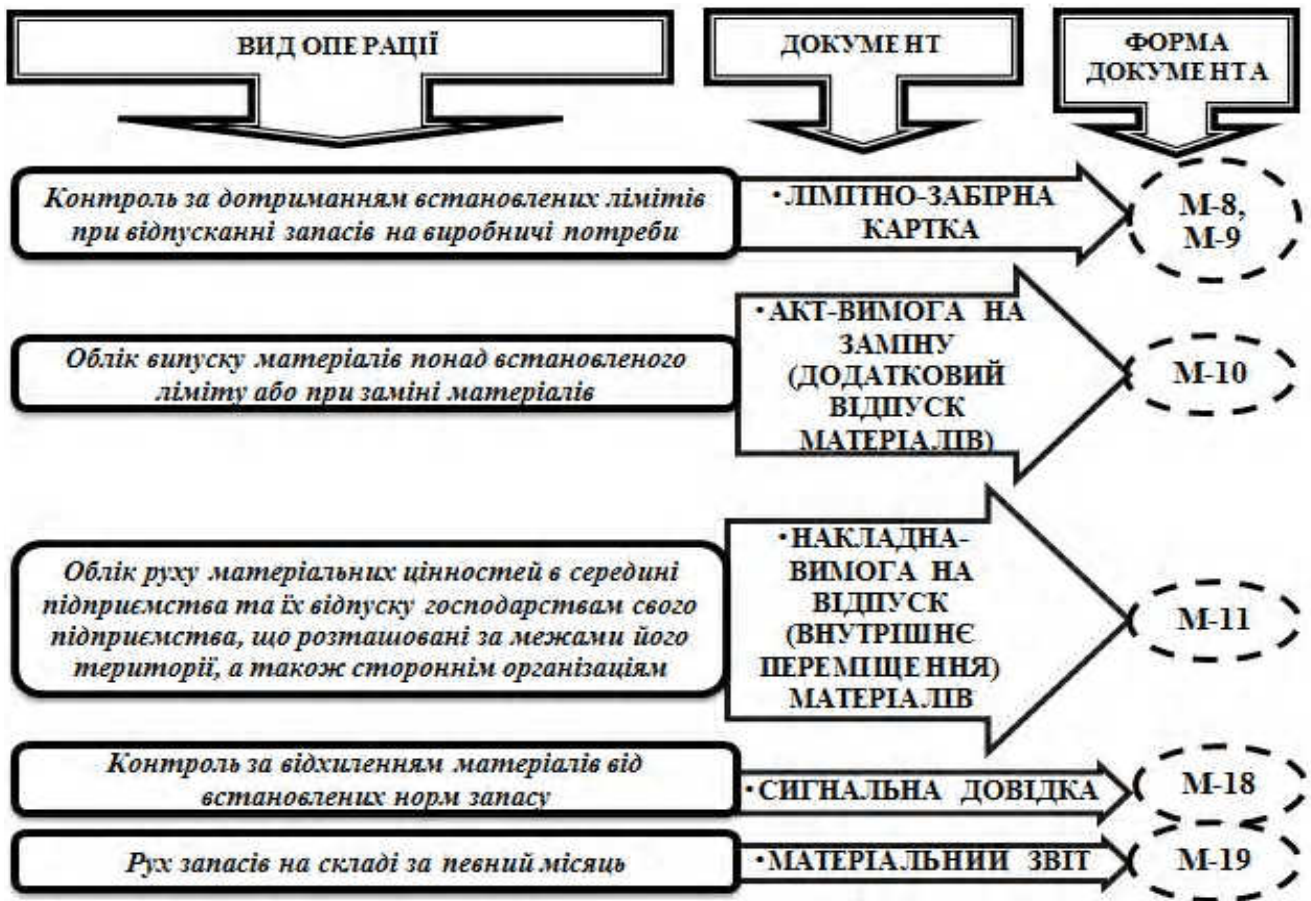 ВИД ОПЕРАЦІЇ
ДОКУМЕНТ
ФОРМА
ДОКУМЕНТА
Контроль за дотриманням встановлених лімітів
при відпусканні запасів на виробничі потреби
•ЛІМІТНО-ЗАБІРНА
КАРТКА
М-8,
М-9
Облік випуску матеріалів понад встановленого
ліміту або при заміні матеріалів
•АКТ-ВИМОГА НА
ЗАМІНУ
(ДОДАТКОВИЙ
ВІДПУСК
МАТЕРІАЛІВ)
М-10
Облік руху матеріальних цінностей в середині
підприємства та їх відпуску господарствам свого
підприємства, що розташовані за межами його
території, а також стороннім організаціям
•НАКЛАДНА-
ВИМОГА НА
ВІДПУСК
(ВНУТРІШНЄ
ПЕРЕМІЩЕННЯ)
МАТЕРІАЛІВ
М-11
Контроль за відхиленням матеріалів від
встановлених норм запасу
•СИГНАЛЬНА ДОВІДКА
М-18
Рух запасів на складі за певний місяць
•МАТЕРІАЛЬНИЙ ЗВІТ
М-19